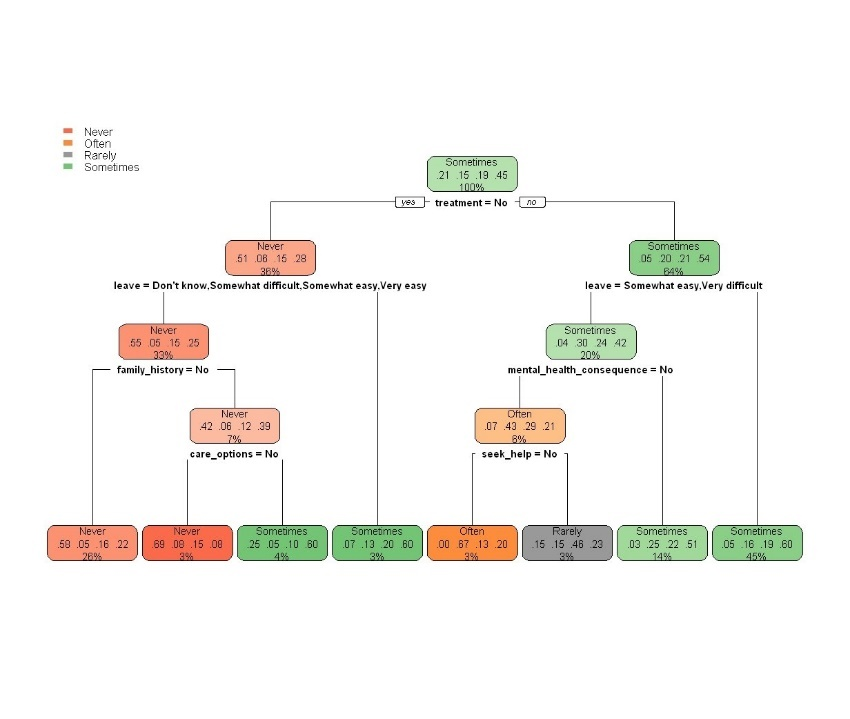 Never
Often
Rarely
Sometimes
Sometimes
.21 .15 .19 .45
100%
yes treatment = No no
Never
.51 .06 .15 .28
36%
Sometimes
.05 .20 .21 .54
64%
leave = Don't know,Somewhat difficult,Somewhat easy,Very easy
leave = Somewhat easy,Very difficult
Never
.55 .05 .15 .25
33%
Sometimes
.04 .30 .24 .42
20%
family_history = No
mental_health_consequence = No
Never
.42 .06 .12 .39
7%
Often
.07 .43 .29 .21
6%
care_options = No
seek_help = No
Never
.58 .05 .16 .22
26%
Never
.69 .08 .15 .08
3%
Sometimes
.25 .05 .10 .60
4%
Sometimes
.07 .13 .20 .60
3%
Often
.00 .67 .13 .20
3%
Rarely
.15 .15 .46 .23
3%
Sometimes
.03 .25 .22 .51
14%
Sometimes
.05 .16 .19 .60
45%